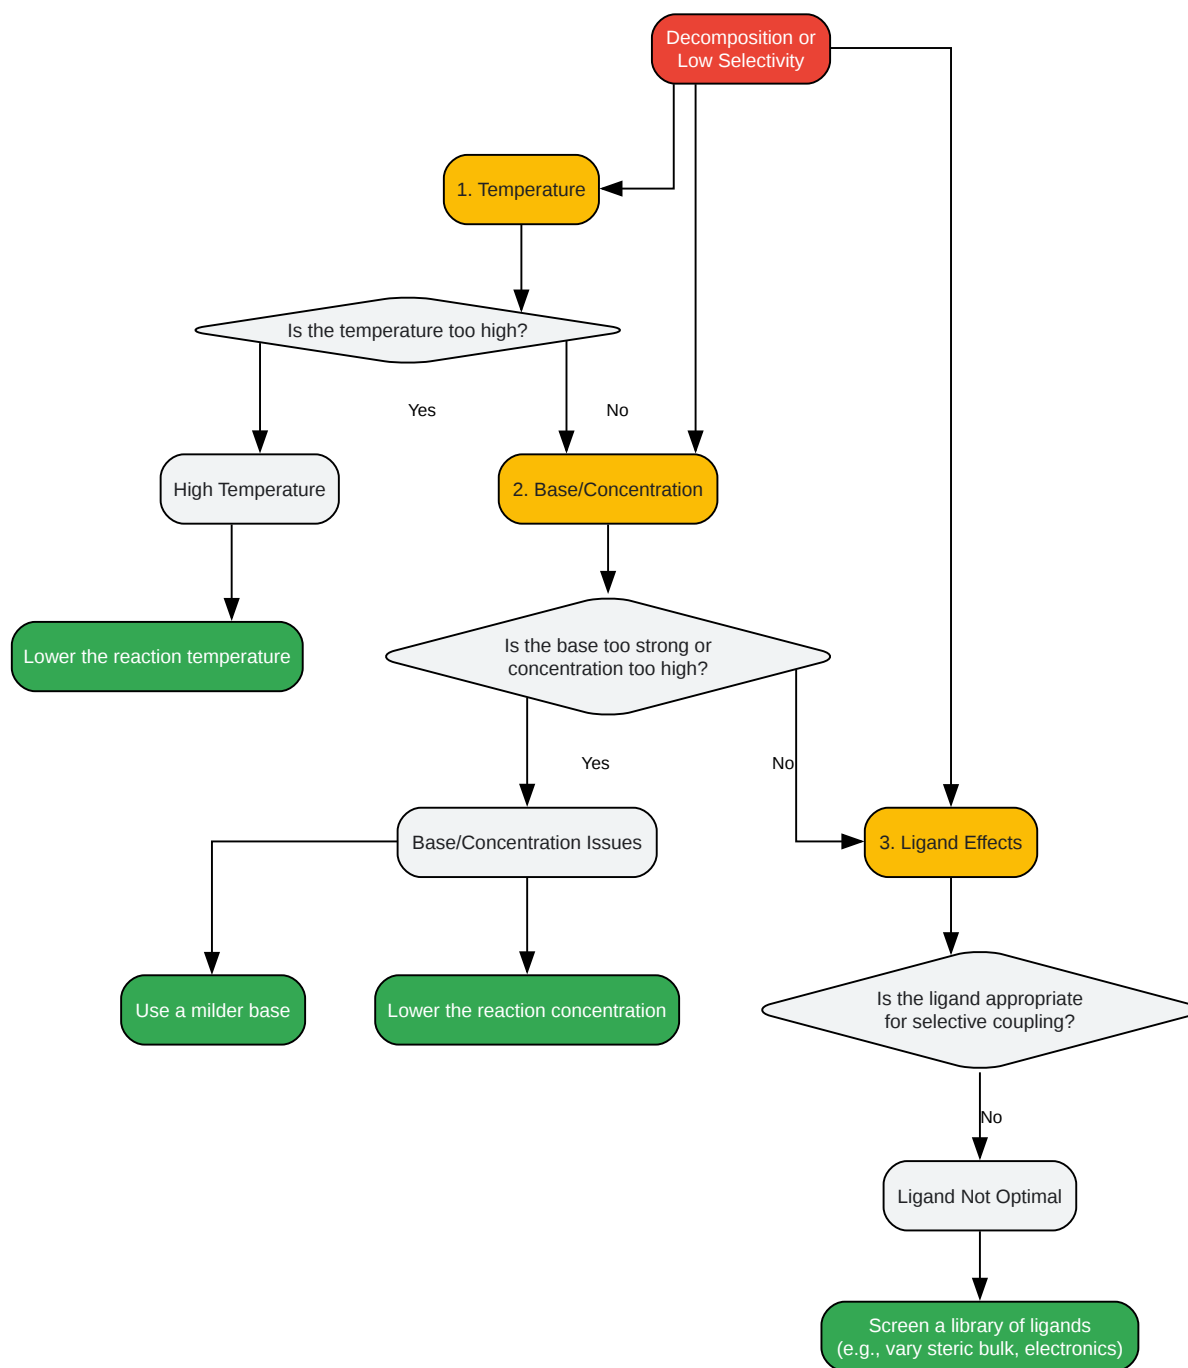 Decomposition or
Low Selectivity
1. Temperature
Is the temperature too high?
Yes
No
High Temperature
2. Base/Concentration
Lower the reaction temperature
Is the base too strong or
concentration too high?
Yes
No
Base/Concentration Issues
3. Ligand Effects
Use a milder base
Lower the reaction concentration
Is the ligand appropriate
for selective coupling?
No
Ligand Not Optimal
Screen a library of ligands
(e.g., vary steric bulk, electronics)